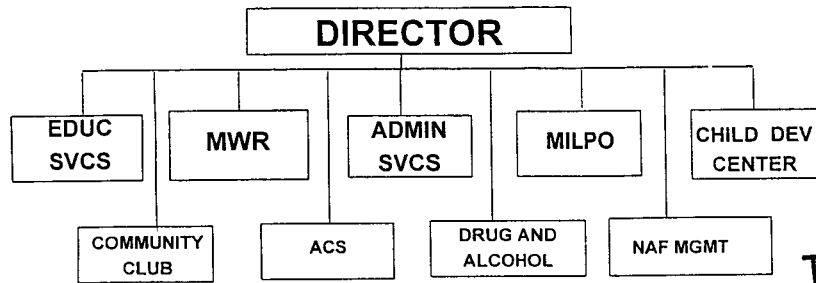 DIRECTOR
EDUC
SVCS
MWR
ADMIN
SVCS
MILPO
CHILD DEV
CENTER
COMMUNITY
CLUB
ACS
DRUG AND
ALCOHOL
NAF MGMT